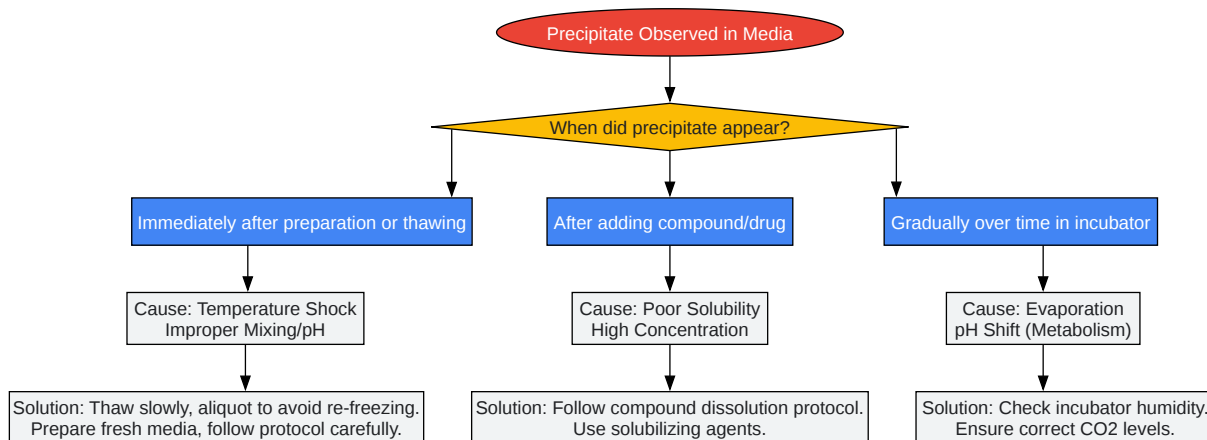 Precipitate Observed in Media
When did precipitate appear?
Immediately after preparation or thawing
After adding compound/drug
Gradually over time in incubator
Cause: Temperature Shock
Improper Mixing/pH
Cause: Poor Solubility
High Concentration
Cause: Evaporation
pH Shift (Metabolism)
Solution: Thaw slowly, aliquot to avoid re-freezing.
Prepare fresh media, follow protocol carefully.
Solution: Follow compound dissolution protocol.
Use solubilizing agents.
Solution: Check incubator humidity.
Ensure correct CO2 levels.